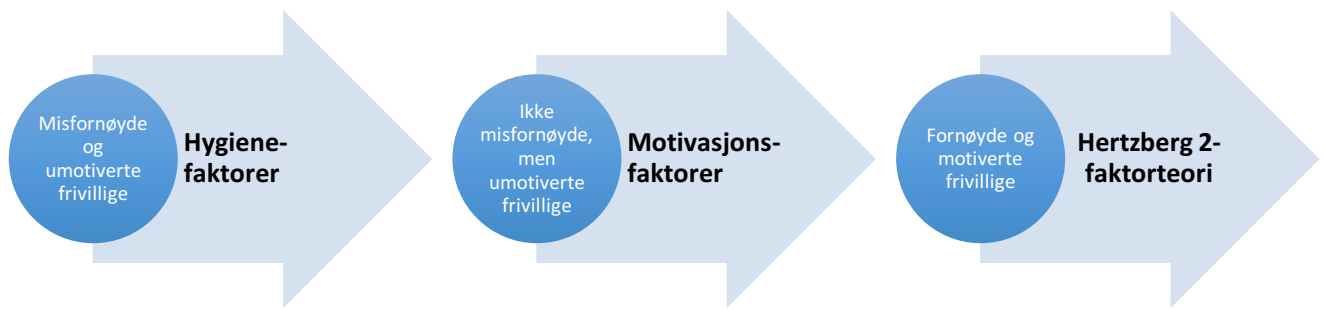 Misfornøyde
og
umotiverte
frivillige
Hygiene-
faktorer
Ikke
misfornøyde,
men
umotiverte
frivillige
Motivasjons-
faktorer
Fornøyde og
motiverte
frivillige
Hertzberg 2-
faktorteori